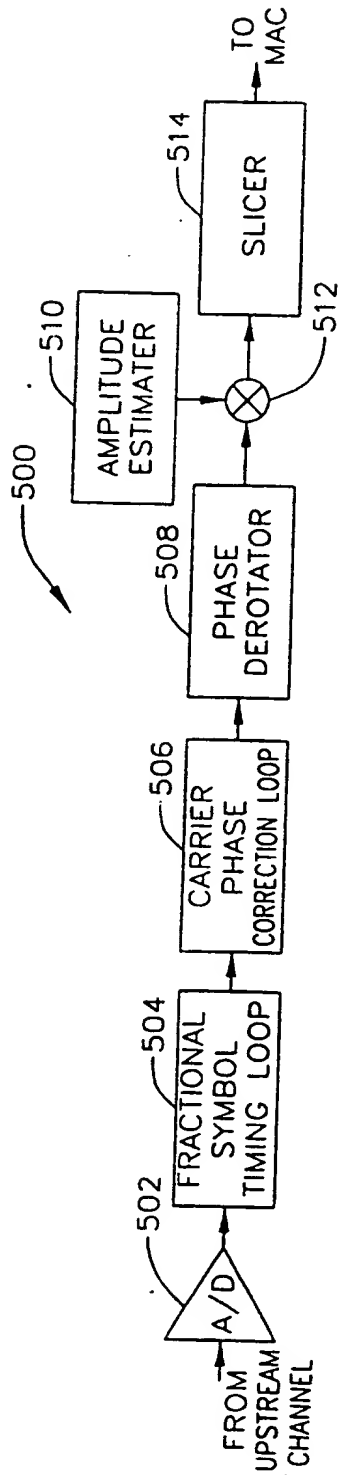 500
FROM
UPSTREAM
CHANNEL
502
A/D
504
FRACTIONAL
SYMBOL
TIMING LOOP
506
CARRIER
PHASE
CORRECTION LOOP
508
PHASE
DEROTATOR
510
AMPLITUDE
ESTIMATER
512
514
SLICER
TO
MAC